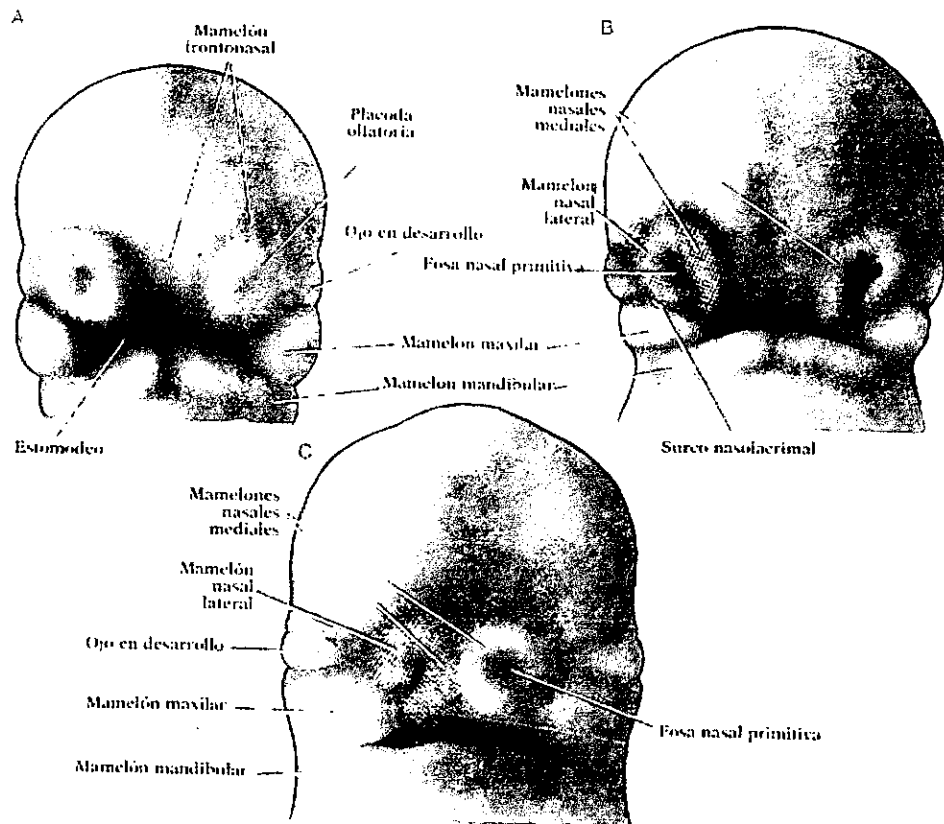 A
Mamelón
frontonasal
Placoda
olfatoria
Ojo en desarrollo
Estomodeo
B
Mamelones
nasales
mediales
Mamelón
nasal
lateral
Fosa nasal primitiva
Mamelón maxilar
Mamelón mandibular
Surco nasolacrimal
C
Mamelones
nasales
mediales
Mamelón
nasal
lateral
Ojo en desarrollo
Mamelón maxilar
Mamelón mandibular
Fosa nasal primitiva